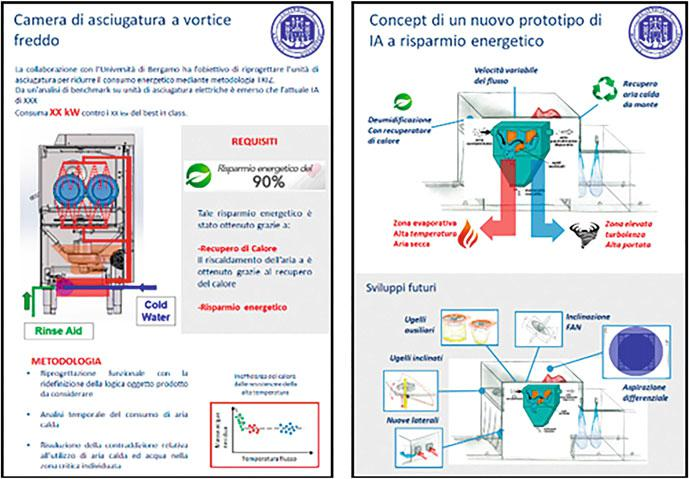 Camera di asciugatura a vortice
freddo
La collaborazione con l'Università di Bergamo ha l'obiettivo di riprogettare l'unità di
asciugatura per ridurre il consumo energetico mediante metodologia TRIZ.
Da un'analisi di benchmark su unità di asciugatura elettriche è emerso che l'attuale IA
di XXX
Consuma XX kW contro i XX kw del best in class.
REQUISITI
Risparmio energetico del
90%
Tale risparmio energetico è
stato ottenuto grazie a:
-Recupero di Calore
Il riscaldamento dell'aria a è
ottenuto grazie al recupero
del calore
-Risparmio energetico
Cold
Water
Rinse Aid
METODOLOGIA
• Riprogettazione funzionale con la
ridefinizione della logica oggetto prodotto
da considerare
• Analisi temporale del consumo di aria
calda
• Risoluzione della contraddizione relativa
all'utilizzo di aria calda ed acqua nella
zona critica individuata
Inefficienza del calore
alta temperatura
Temperatura flusso
Concept di un nuovo prototipo di
IA a risparmio energetico
Velocità variabile
del flusso
Recupero
aria calda
da monte
Deumidificazione
Con recuperatore
di calore
Zona evaporativa
Alta temperatura
Aria secca
Zona elevata
turbolenza
Alta portata
Sviluppi futuri
Ugelli
ausiliari
Inclinazione
FAN
Ugelli inclinati
Aspirazione
differenziale
Nuove laterali